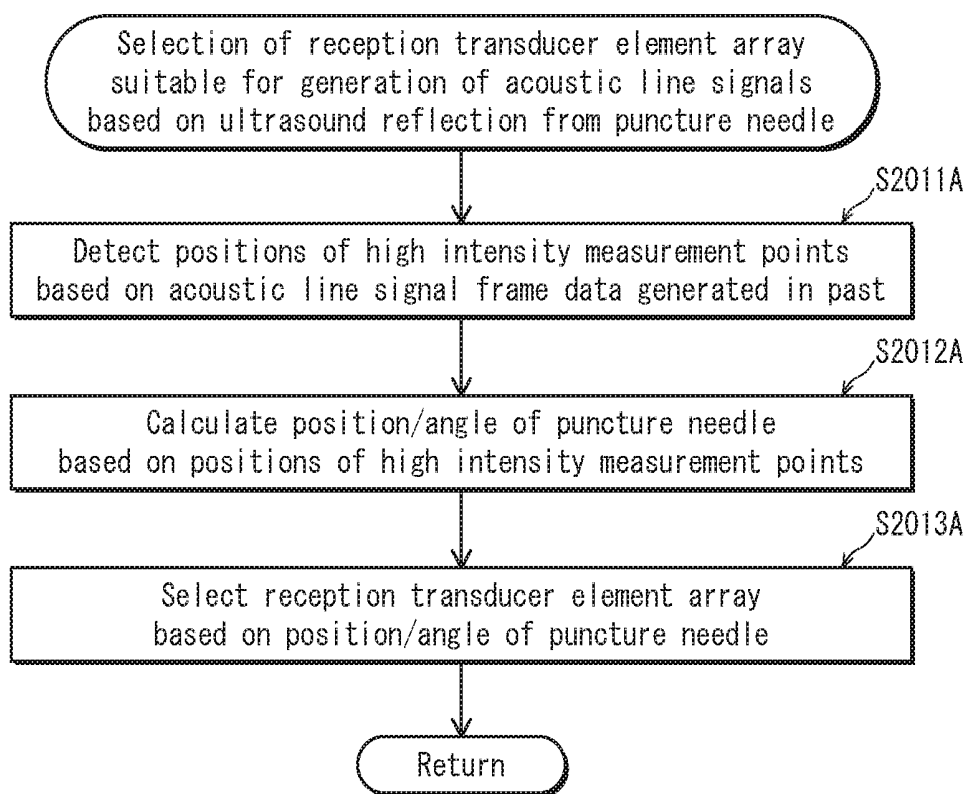 Selection of reception transducer element array
suitable for generation of acoustic line signals
based on ultrasound reflection from puncture needle
S2011A
Detect positions of high intensity measurement points
based on acoustic line signal frame data generated in past
S2012A
Calculate position/angle of puncture needle
based on positions of high intensity measurement points
S2013A
Select reception transducer element array
based on position/angle of puncture needle
Return